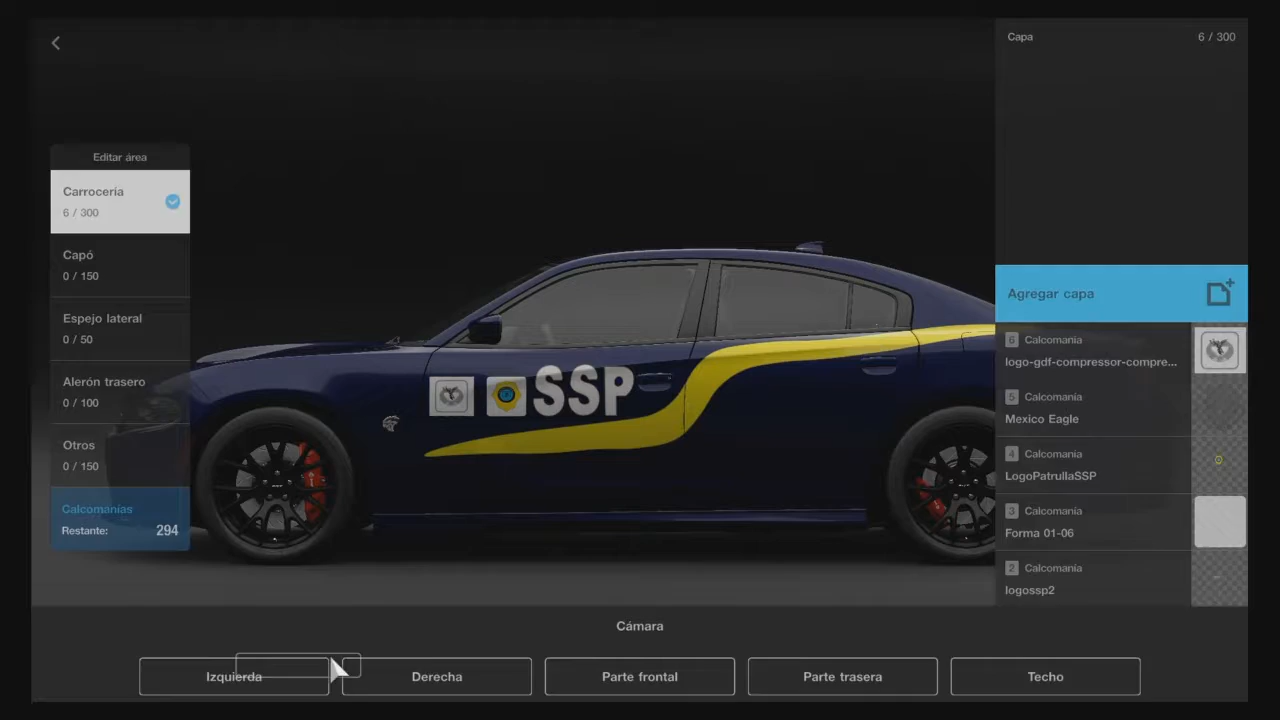 Capa
6 / 300
Editar área
Carrocería
6 / 300
Capó
0 / 150
Espejo lateral
0 / 50
Alerón trasero
0 / 100
Otros
0 / 150
Calcomanías
Restante:
294
SSP
Agregar capa
6 Calcomanía
logo-gdf-compressor-compre...
5 Calcomanía
Mexico Eagle
4 Calcomanía
LogoPatrullaSSP
3 Calcomanía
Forma 01-06
2 Calcomanía
logossp2
Cámara
Izquierda
Derecha
Parte frontal
Parte trasera
Techo